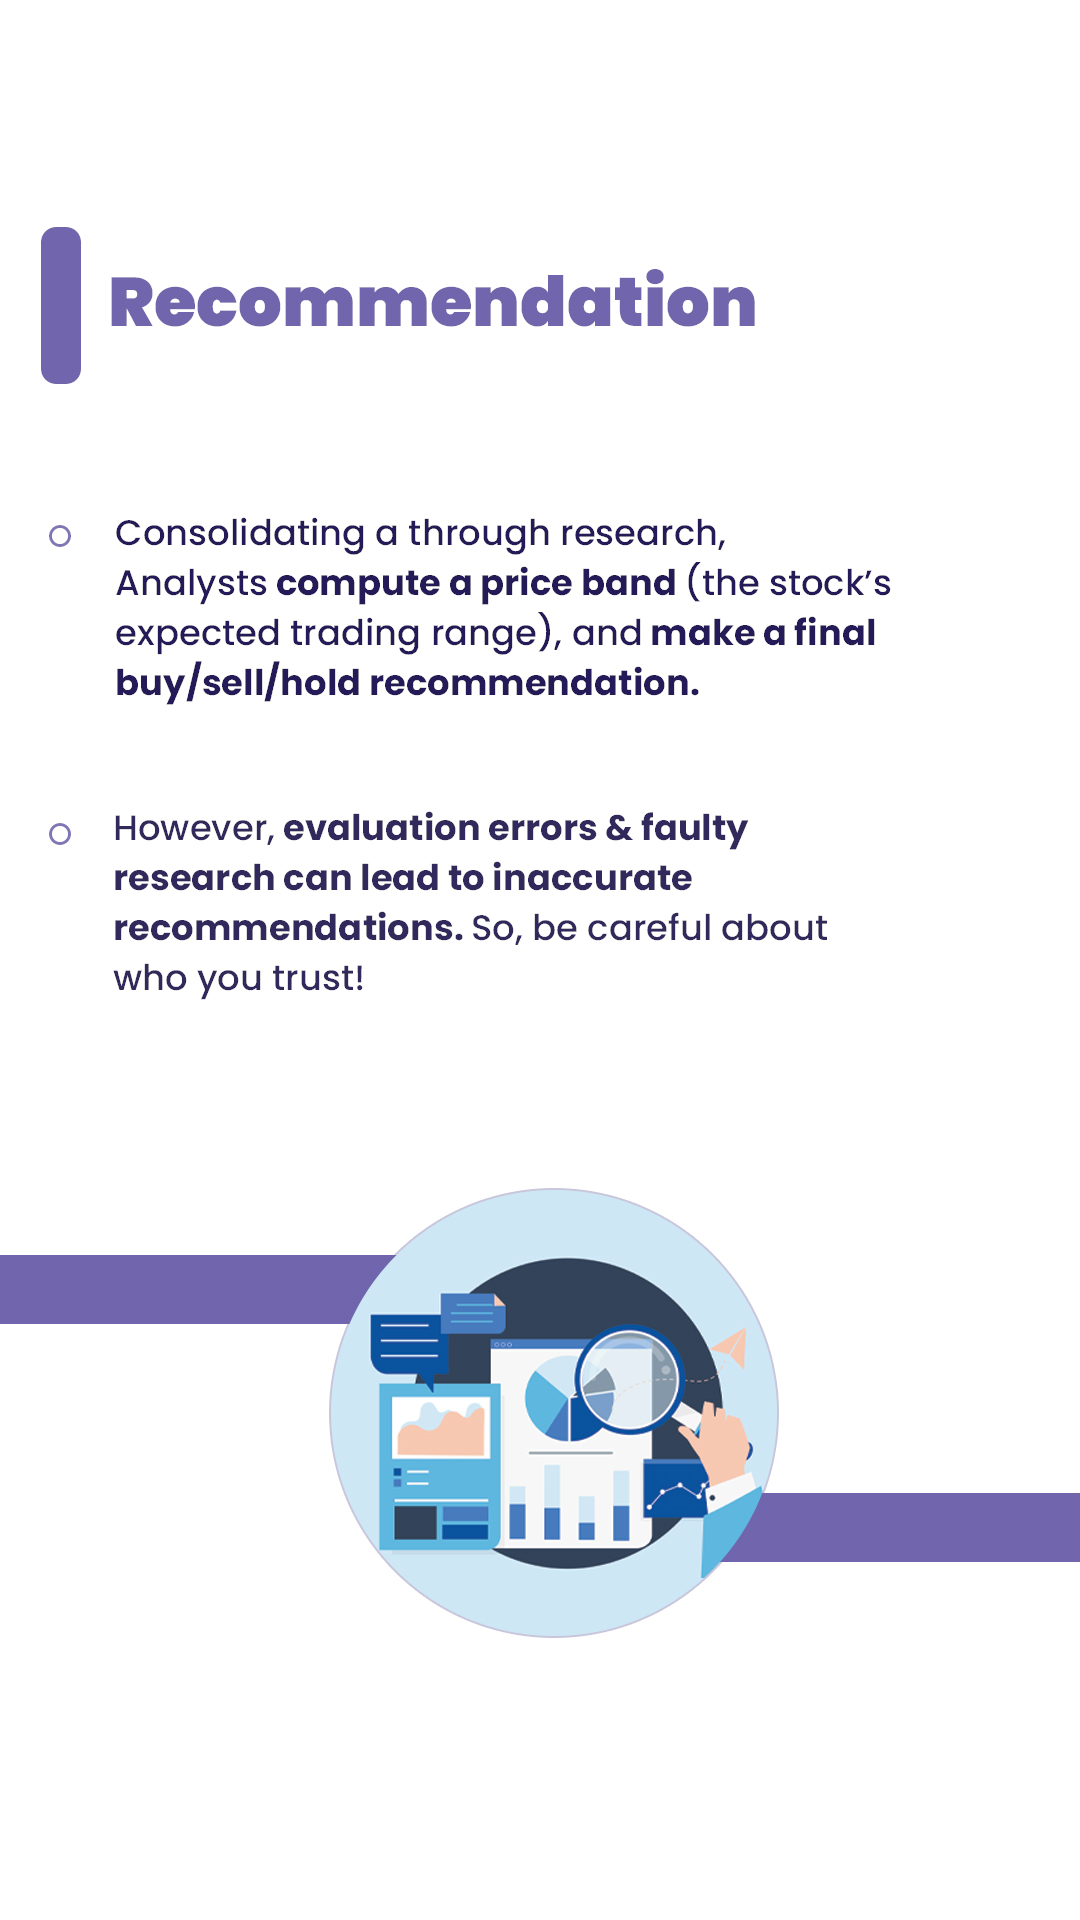 Recommendation
Consolidating a through research,
Analysts compute a price band (the stock’s
expected trading range), and make a final
buy/sell/hold recommendation.
However, evaluation errors & faulty
research can lead to inaccurate
recommendations. So, be careful about
who you trust!